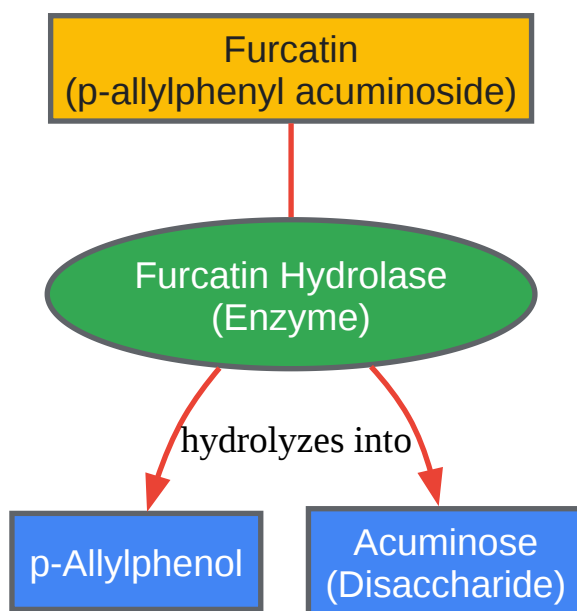 Furcatin
(p-allylphenyl acuminoside)
Furcatin Hydrolase
(Enzyme)
hydrolyzes into
p-Allylphenol
Acuminose
(Disaccharide)